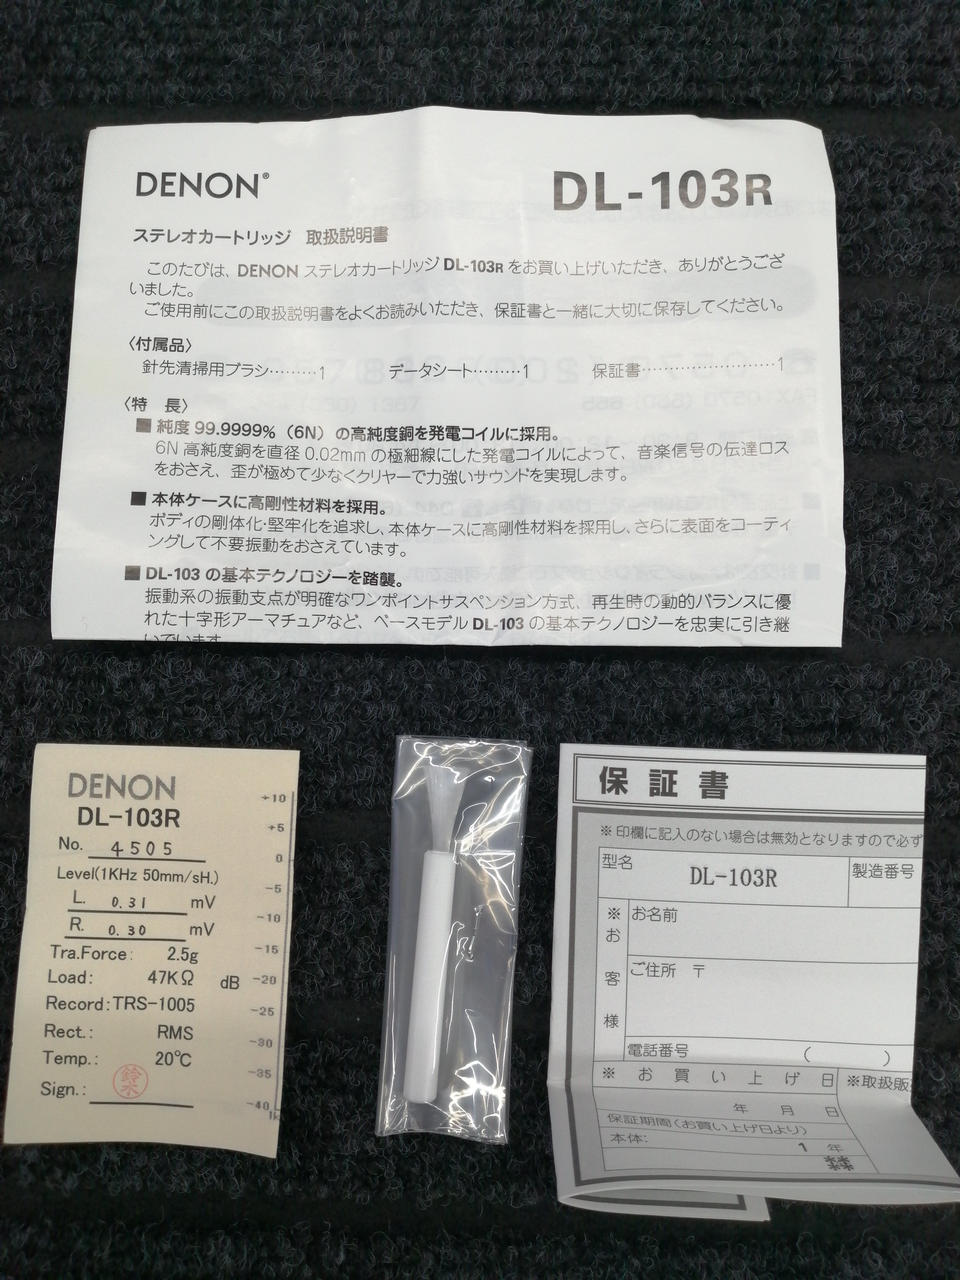 DENON®
DL-103R
ステレオカートリッジ 取扱説明書
このたびは、DENON ステレオカートリッジ DL-103R をお買い上げいただき、ありがとうござ
いました。
ご使用前にこの取扱説明書をよくお読みいただき、保証書と一緒に大切に保存してください。
〈付属品〉
針先清掃用ブラシ………1 データシート………1 保証書……………………1
〈特 長〉
■ 純度 99.9999%（6N）の高純度銅を発電コイルに採用。
6N 高純度銅を直径 0.02mm の極細線にした発電コイルによって、音楽信号の伝達ロス
をおさえ、歪が極めて少なくクリヤーで力強いサウンドを実現します。
■ 本体ケースに高剛性材料を採用。
ボディの剛体化・堅牢化を追求し、本体ケースに高剛性材料を採用し、さらに表面をコーティ
ングして不要振動をおさえています。
■ DL-103 の基本テクノロジーを踏襲。
振動系の振動支点が明確なワンポイントサスペンション方式、再生時の動的バランスに優
れた十字形アーマチュアなど、ベースモデル DL-103 の基本テクノロジーを忠実に引き継
いでいます
DENON
DL-103R
No. 4505
Level(1KHz 50mm/sH.)
L. 0.31 mV
R. 0.30 mV
Tra.Force: 2.5g
Load: 47KΩ
Record:TRS-1005
Rect.: RMS
Temp.: 20℃
Sign.: 鈴木
+10
+5
0
-5
-10
-15
dB -20
-25
-30
-35
-40
保証書
※印欄に記入のない場合は無効となりますので必ず
型名 DL-103R 製造番号
※お客様
お名前
ご住所 〒
電話番号 ( )
※ お買い上げ日 ※取扱販
年 月 日
保証期間(お買い上げ日より)
本体: 1 年